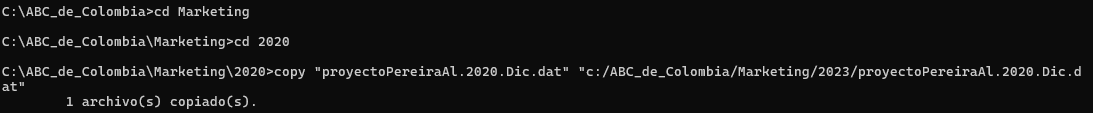 C:\ABC_de_Colombia>cd Marketing
C:\ABC_de_Colombia\Marketing>cd 2020
C:\ABC_de_Colombia\Marketing\2020>copy "proyectoPereiraAl.2020.Dic.dat" "c:/ABC_de_Colombia/Marketing/2023/proyectoPereiraAl.2020.Dic.d
at"
        1 archivo(s) copiado(s).